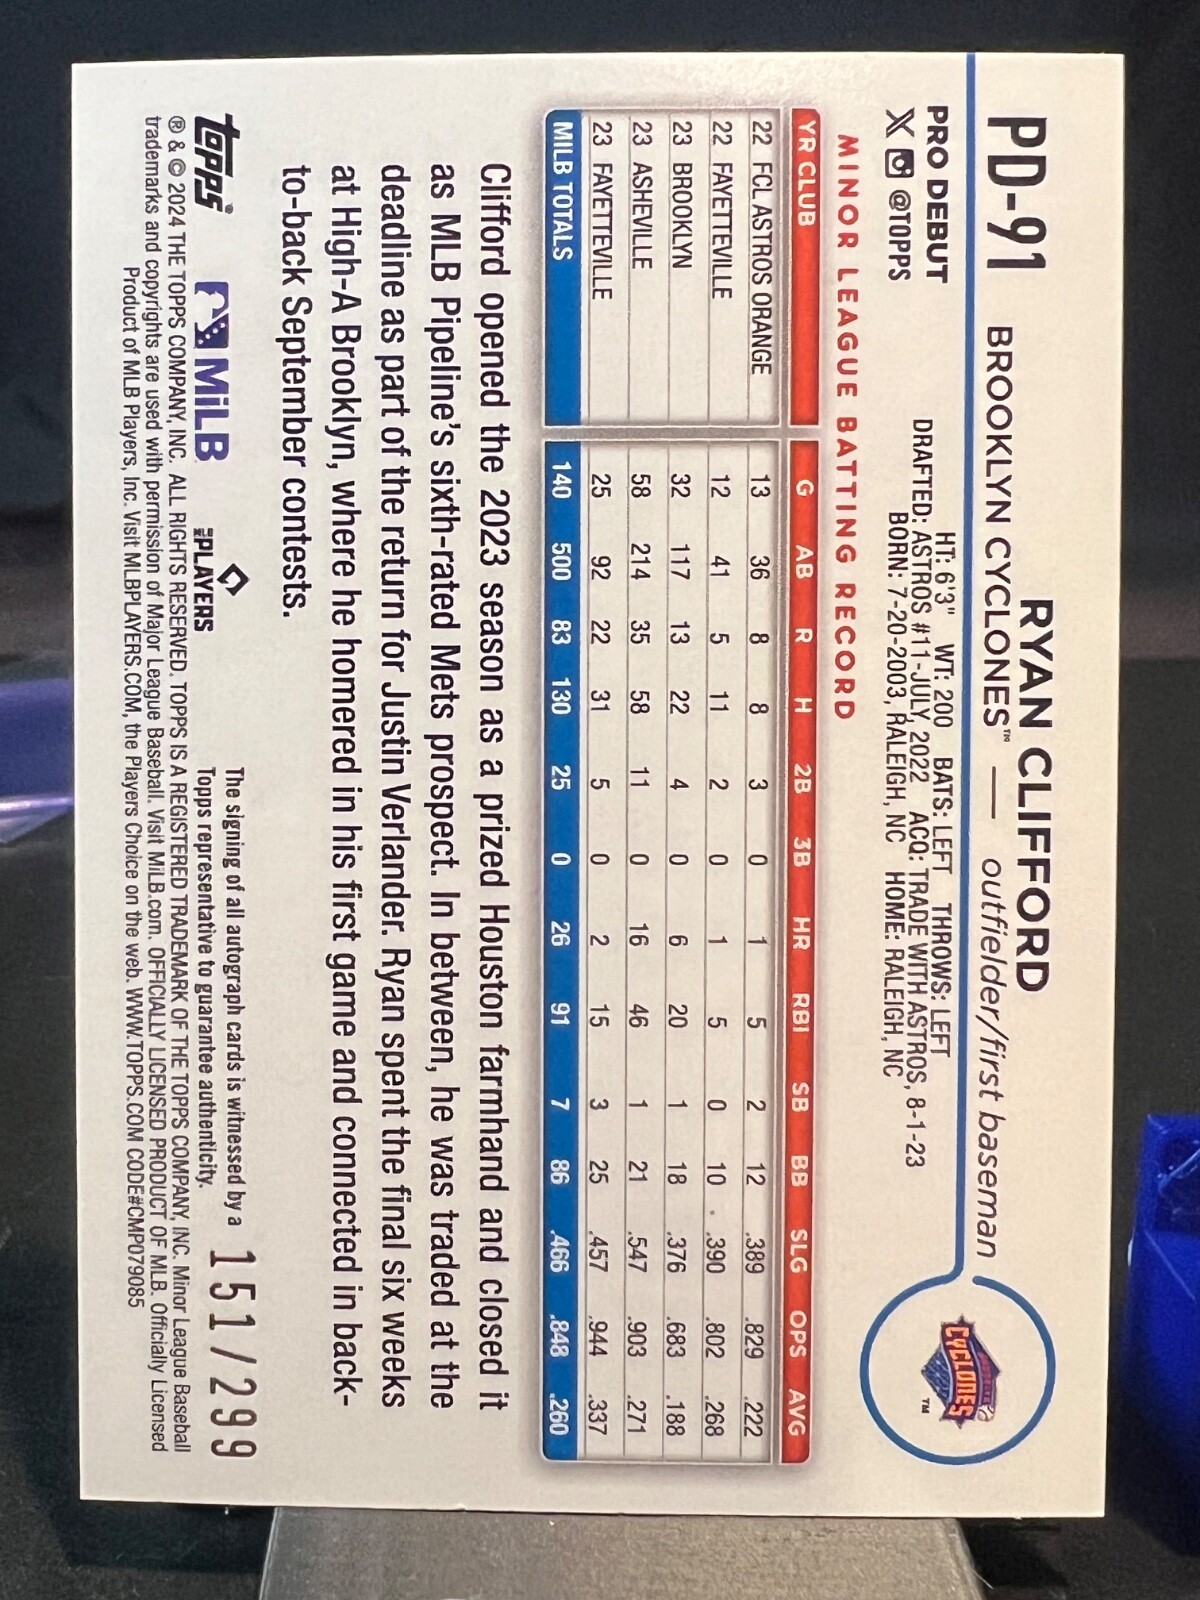 PD-91
RYAN CLIFFORD
BROOKLYN CYCLONES™ — outfielder/first baseman
CYCLONES™
PRO DEBUT
@TOPPS
HT: 6'3" WT: 200 BATS: LEFT THROWS: LEFT
DRAFTED: ASTROS #11-JULY, 2022 ACQ: TRADE WITH ASTROS, 8-1-23
BORN: 7-20-2003, RALEIGH, NC HOME: RALEIGH, NC
MINOR LEAGUE BATTING RECORD
YR CLUB G AB R H 2B 3B HR RBI SB BB SLG OPS AVG
22 FCL ASTROS ORANGE 13 36 8 8 3 0 1 5 2 12 .389 .829 .222
22 FAYETTEVILLE 12 41 5 11 2 0 1 5 0 10 .390 .802 .268
23 BROOKLYN 32 117 13 22 4 0 6 20 1 18 .376 .683 .188
23 ASHEVILLE 58 214 35 58 11 0 16 46 1 21 .547 .903 .271
23 FAYETTEVILLE 25 92 22 31 5 0 2 15 3 25 .457 .944 .337
MILB TOTALS 140 500 83 130 25 0 26 91 7 86 .466 .848 .260
Clifford opened the 2023 season as a prized Houston farmhand and closed it
as MLB Pipeline's sixth-rated Mets prospect. In between, he was traded at the
deadline as part of the return for Justin Verlander. Ryan spent the final six weeks
at High-A Brooklyn, where he homered in his first game and connected in back-
to-back September contests.
topps®
MiLB
PLAYERS
The signing of all autograph cards is witnessed by a
Topps representative to guarantee authenticity.
151/299
® & © 2024 THE TOPPS COMPANY, INC. ALL RIGHTS RESERVED. TOPPS IS A REGISTERED TRADEMARK OF THE TOPPS COMPANY, INC. Minor League Baseball
trademarks and copyrights are used with permission of Major League Baseball. Visit MiLB.com. OFFICIALLY LICENSED PRODUCT OF MLB. Officially Licensed
Product of MLB Players, Inc. Visit MLBPLAYERS.COM, the Players Choice on the web. WWW.TOPPS.COM CODE#CMP079085